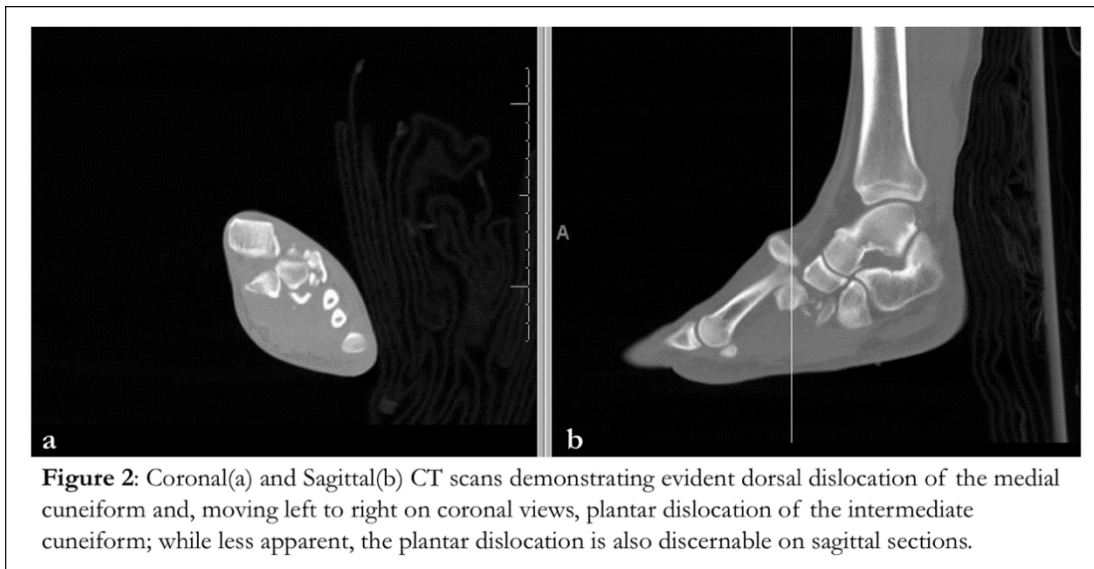 A
a
b
Figure 2: Coronal(a) and Sagittal(b) CT scans demonstrating evident dorsal dislocation of the medial
cuneiform and, moving left to right on coronal views, plantar dislocation of the intermediate
cuneiform; while less apparent, the plantar dislocation is also discernable on sagittal sections.